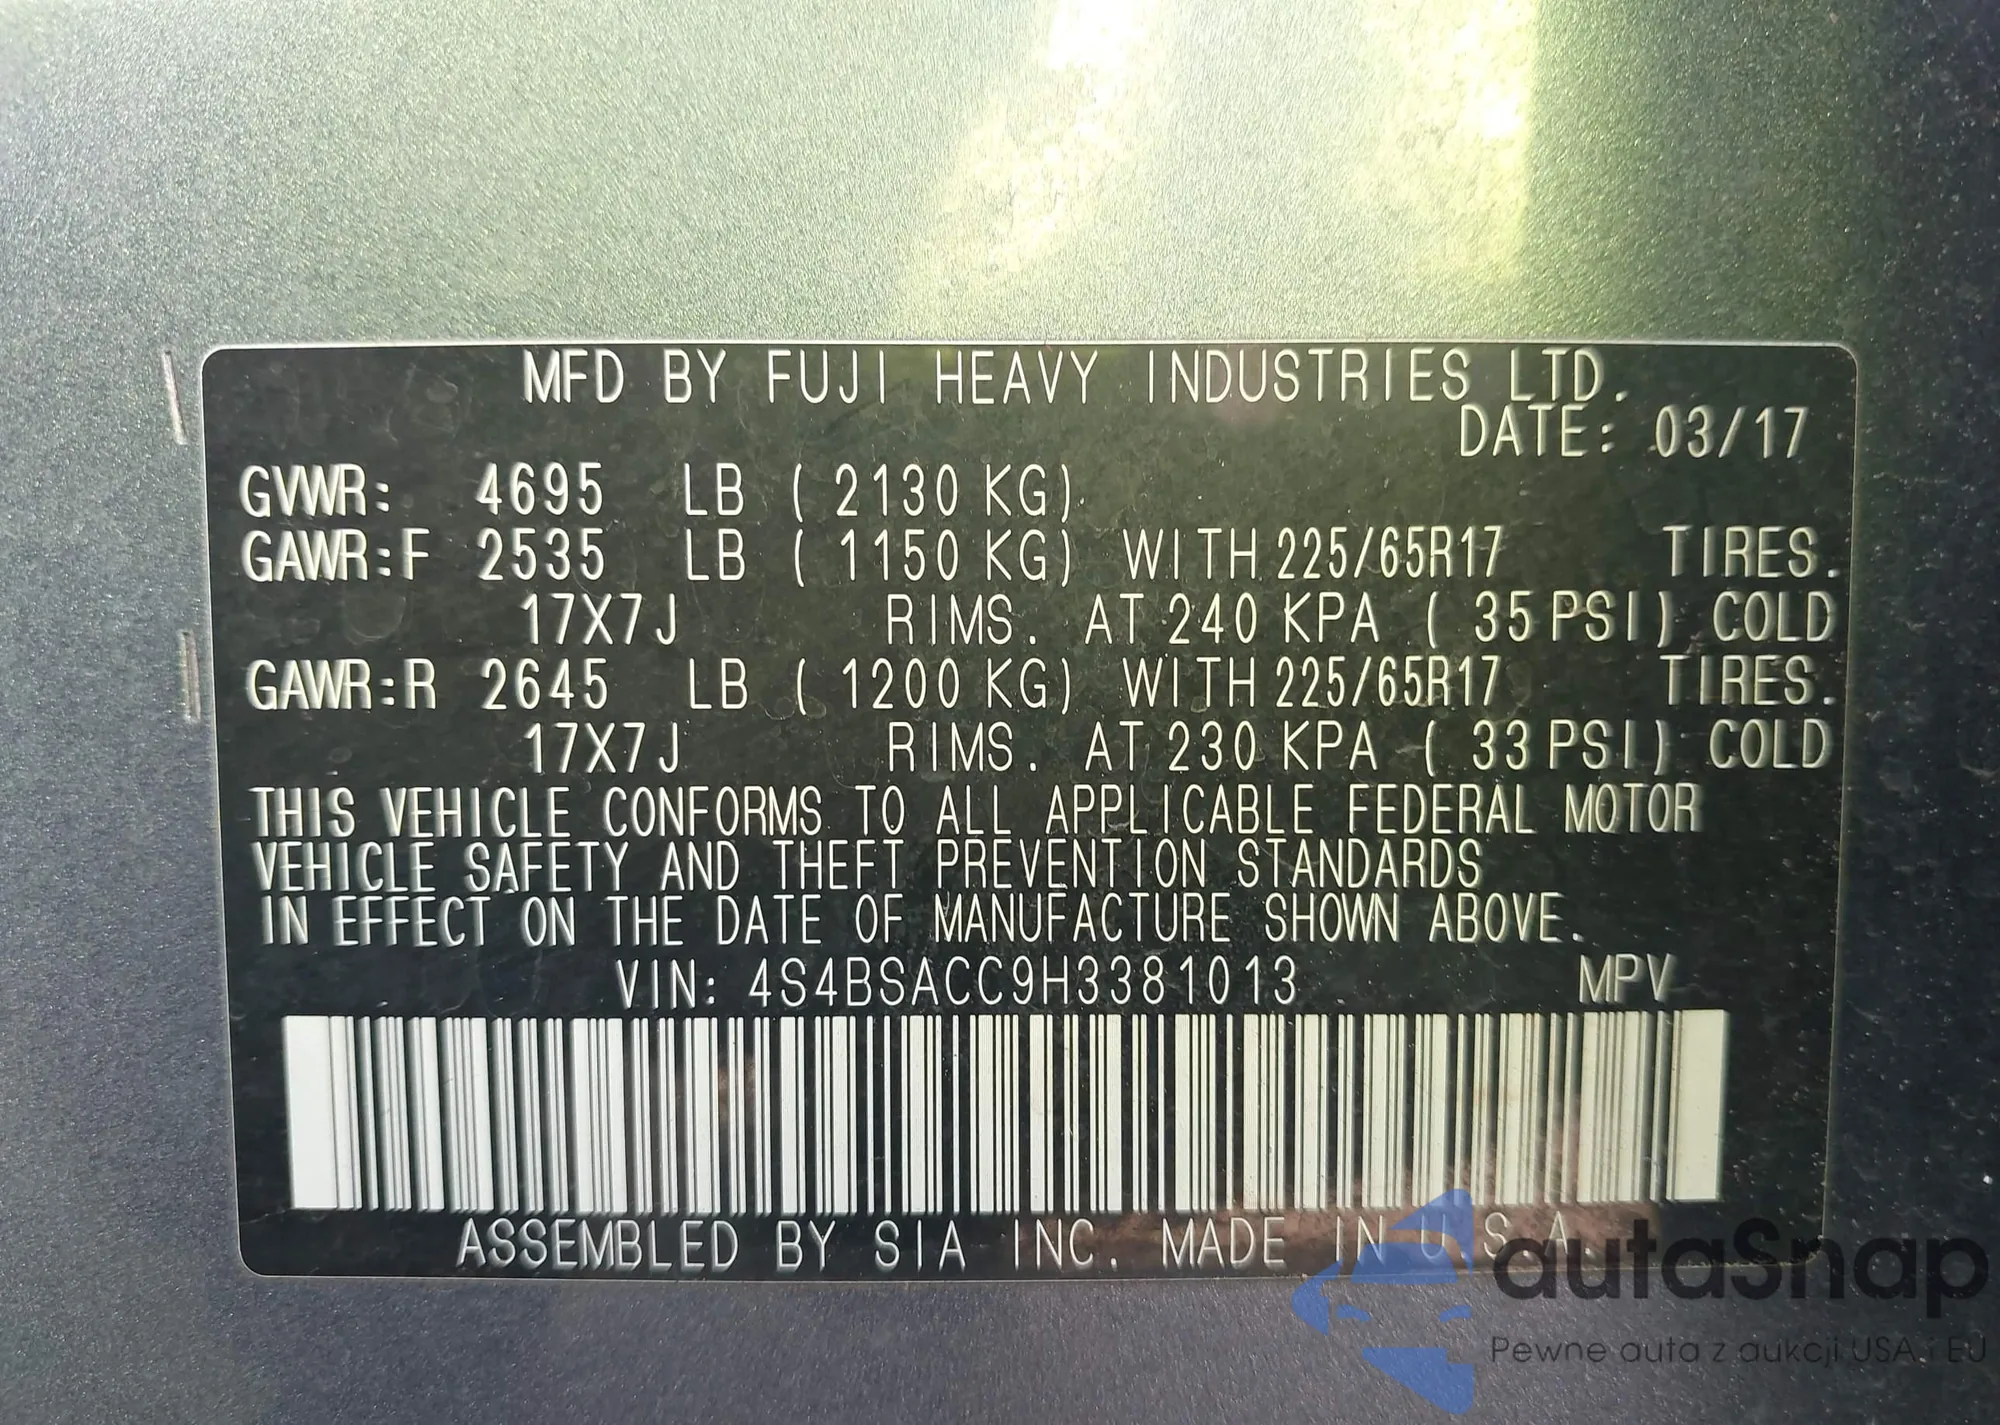 MFD BY FUJI HEAVY INDUSTRIES LTD.
DATE: 03/17
GVWR: 4695 LB ( 2130 KG)
GAWR:F 2535 LB ( 1150 KG) WITH 225/65R17 TIRES.
17X7J RIMS. AT 240 KPA ( 35 PSI) COLD
GAWR:R 2645 LB ( 1200 KG) WITH 225/65R17 TIRES.
17X7J RIMS. AT 230 KPA ( 33 PSI) COLD
THIS VEHICLE CONFORMS TO ALL APPLICABLE FEDERAL MOTOR
VEHICLE SAFETY AND THEFT PREVENTION STANDARDS
IN EFFECT ON THE DATE OF MANUFACTURE SHOWN ABOVE.
VIN: 4S4BSACC9H3381013 MPV
ASSEMBLED BY SIA INC. MADE IN U.S.A.
autaSnap
Pewne auta z aukcji USA i EU